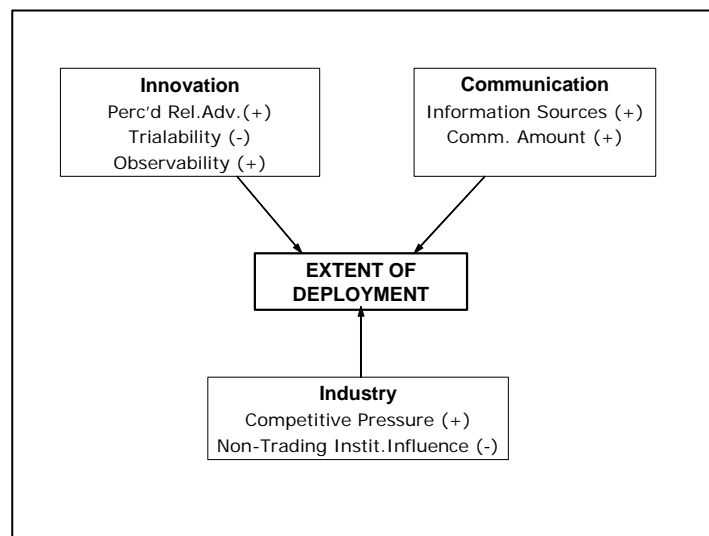 Innovation
Perc'd Rel.Adv.(+)
Trialability (-)
Observability (+)
Communication
Information Sources (+)
Comm. Amount (+)
EXTENT OF
DEPLOYMENT
Industry
Competitive Pressure (+)
Non-Trading Instit.Influence (-)